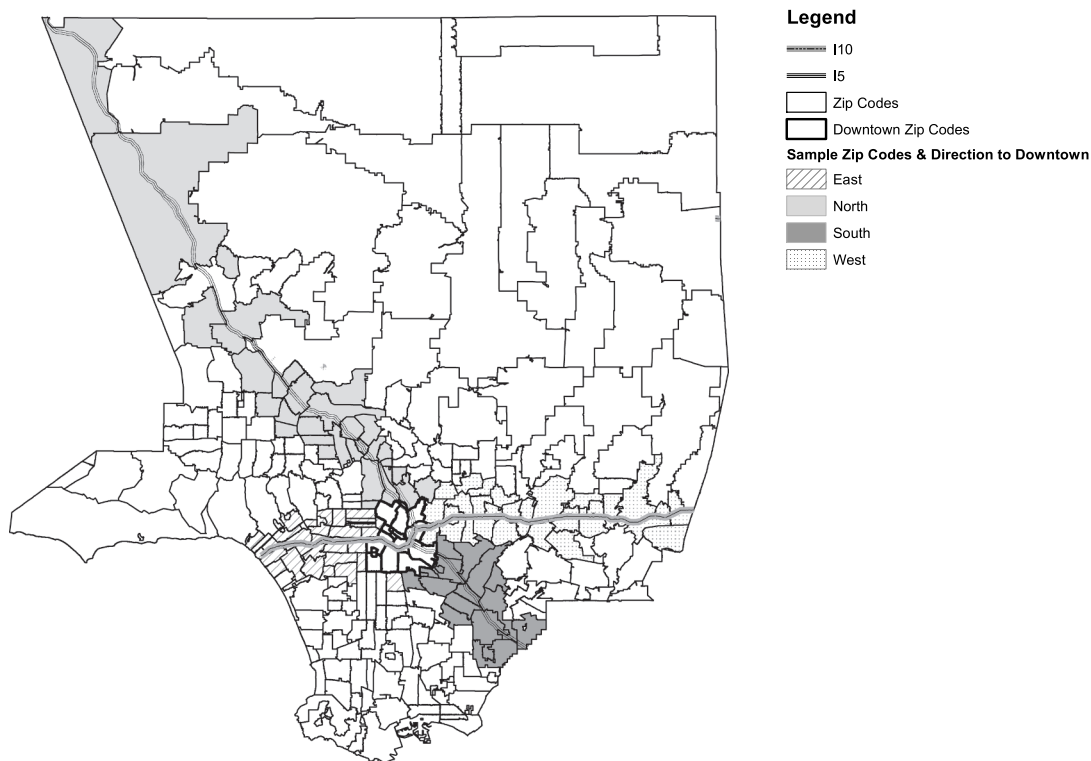 Legend
I10
I5
Zip Codes
Downtown Zip Codes
Sample Zip Codes & Direction to Downtown
East
North
South
West